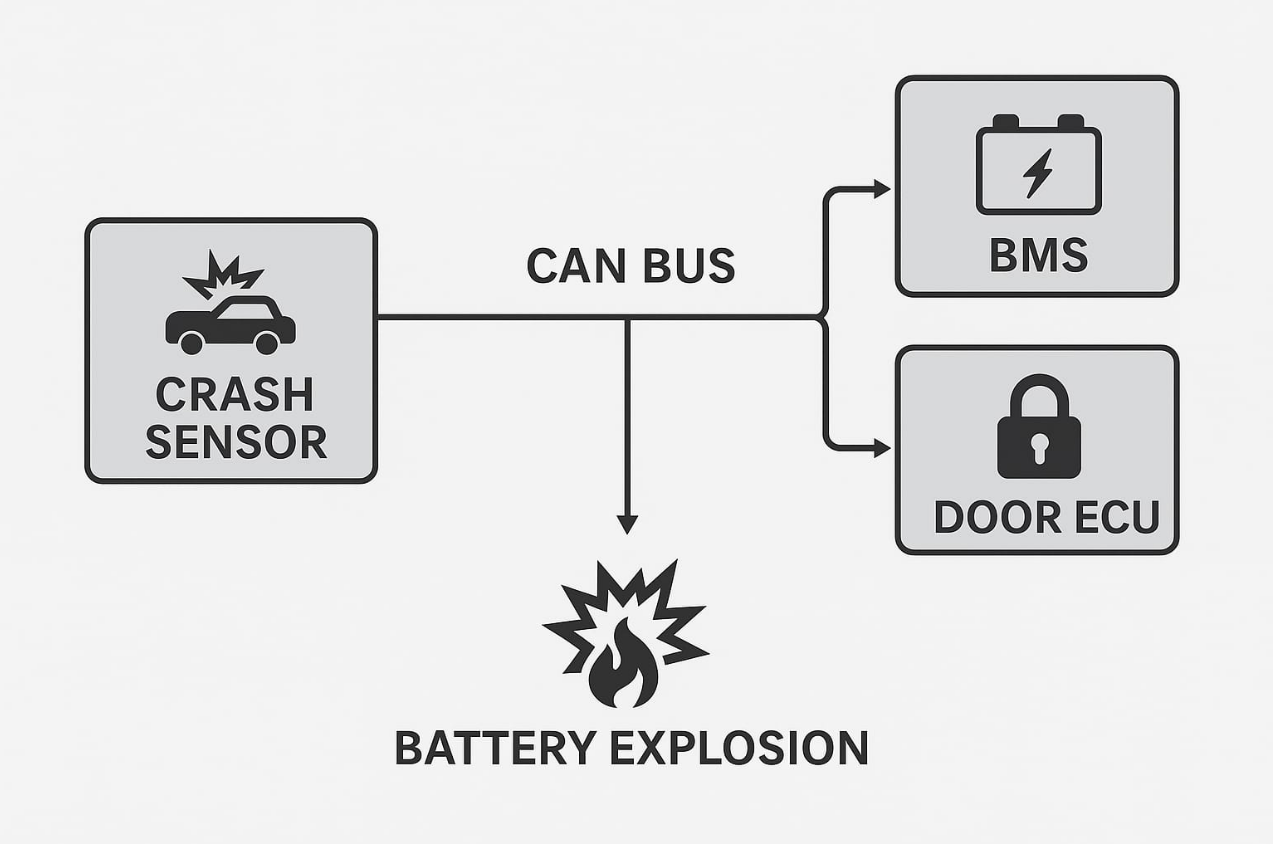 CRASH
SENSOR
CAN BUS
BMS
DOOR ECU
BATTERY EXPLOSION